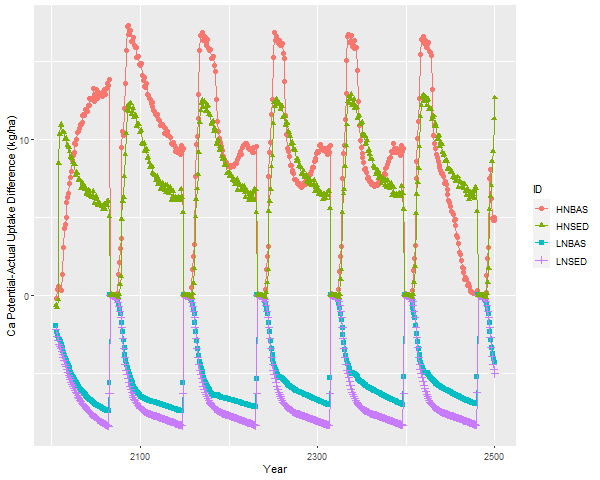 Ca Potential-Actual Uptake Difference (kg/ha)
10
0
2100
2300
2500
Year
ID
HNBAS
HNSED
LNBAS
LNSED